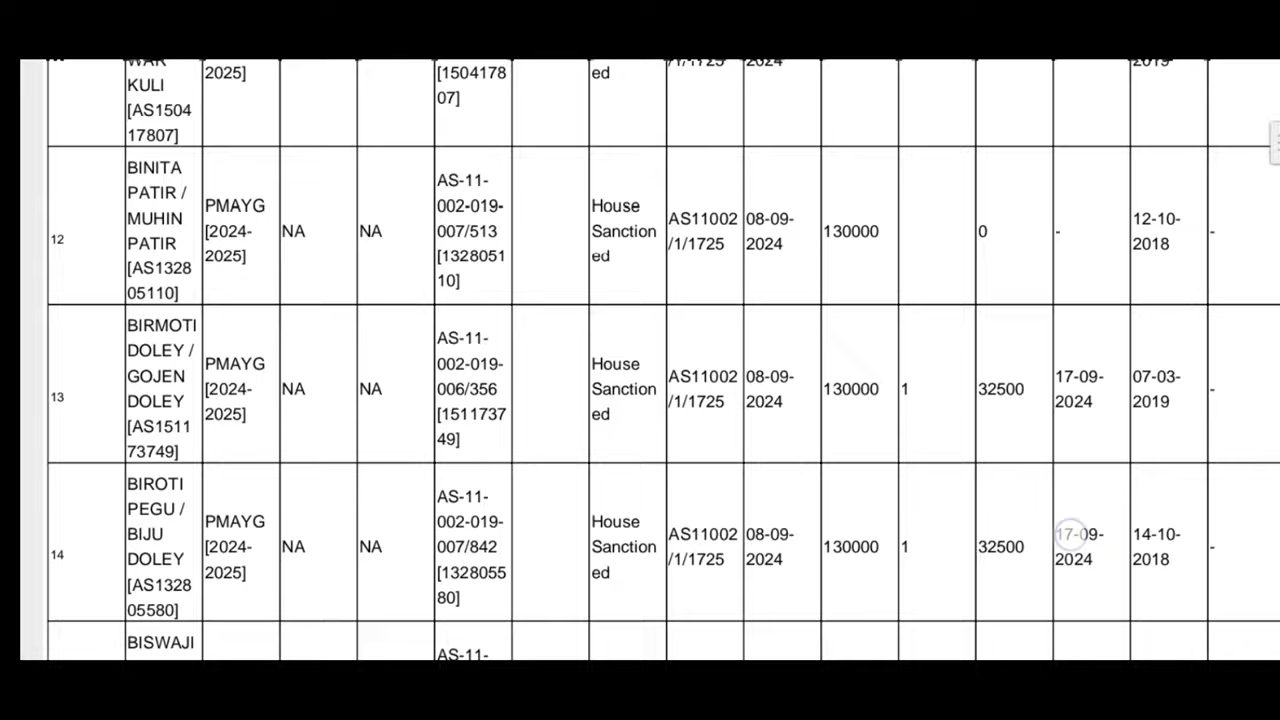 KULI
[AS1504
17807]
2025]
[1504178
07]
ed
/1/1725
2024
2019
12
BINITA
PATIR /
MUHIN
PATIR
[AS1328
05110]
PMAYG
[2024-
2025]
NA
NA
AS-11-
002-019-
007/513
[1328051
10]
House
Sanction
ed
AS11002
/1/1725
08-09-
2024
130000
0
-
12-10-
2018
-
13
BIRMOTI
DOLEY /
GOJEN
DOLEY
[AS1511
73749]
PMAYG
[2024-
2025]
NA
NA
AS-11-
002-019-
006/356
[1511737
49]
House
Sanction
ed
AS11002
/1/1725
08-09-
2024
130000
1
32500
17-09-
2024
07-03-
2019
-
14
BIROTI
PEGU /
BIJU
DOLEY
[AS1328
05580]
PMAYG
[2024-
2025]
NA
NA
AS-11-
002-019-
007/842
[1328055
80]
House
Sanction
ed
AS11002
/1/1725
08-09-
2024
130000
1
32500
17-09-
2024
14-10-
2018
-
BISWAJI
AS-11-